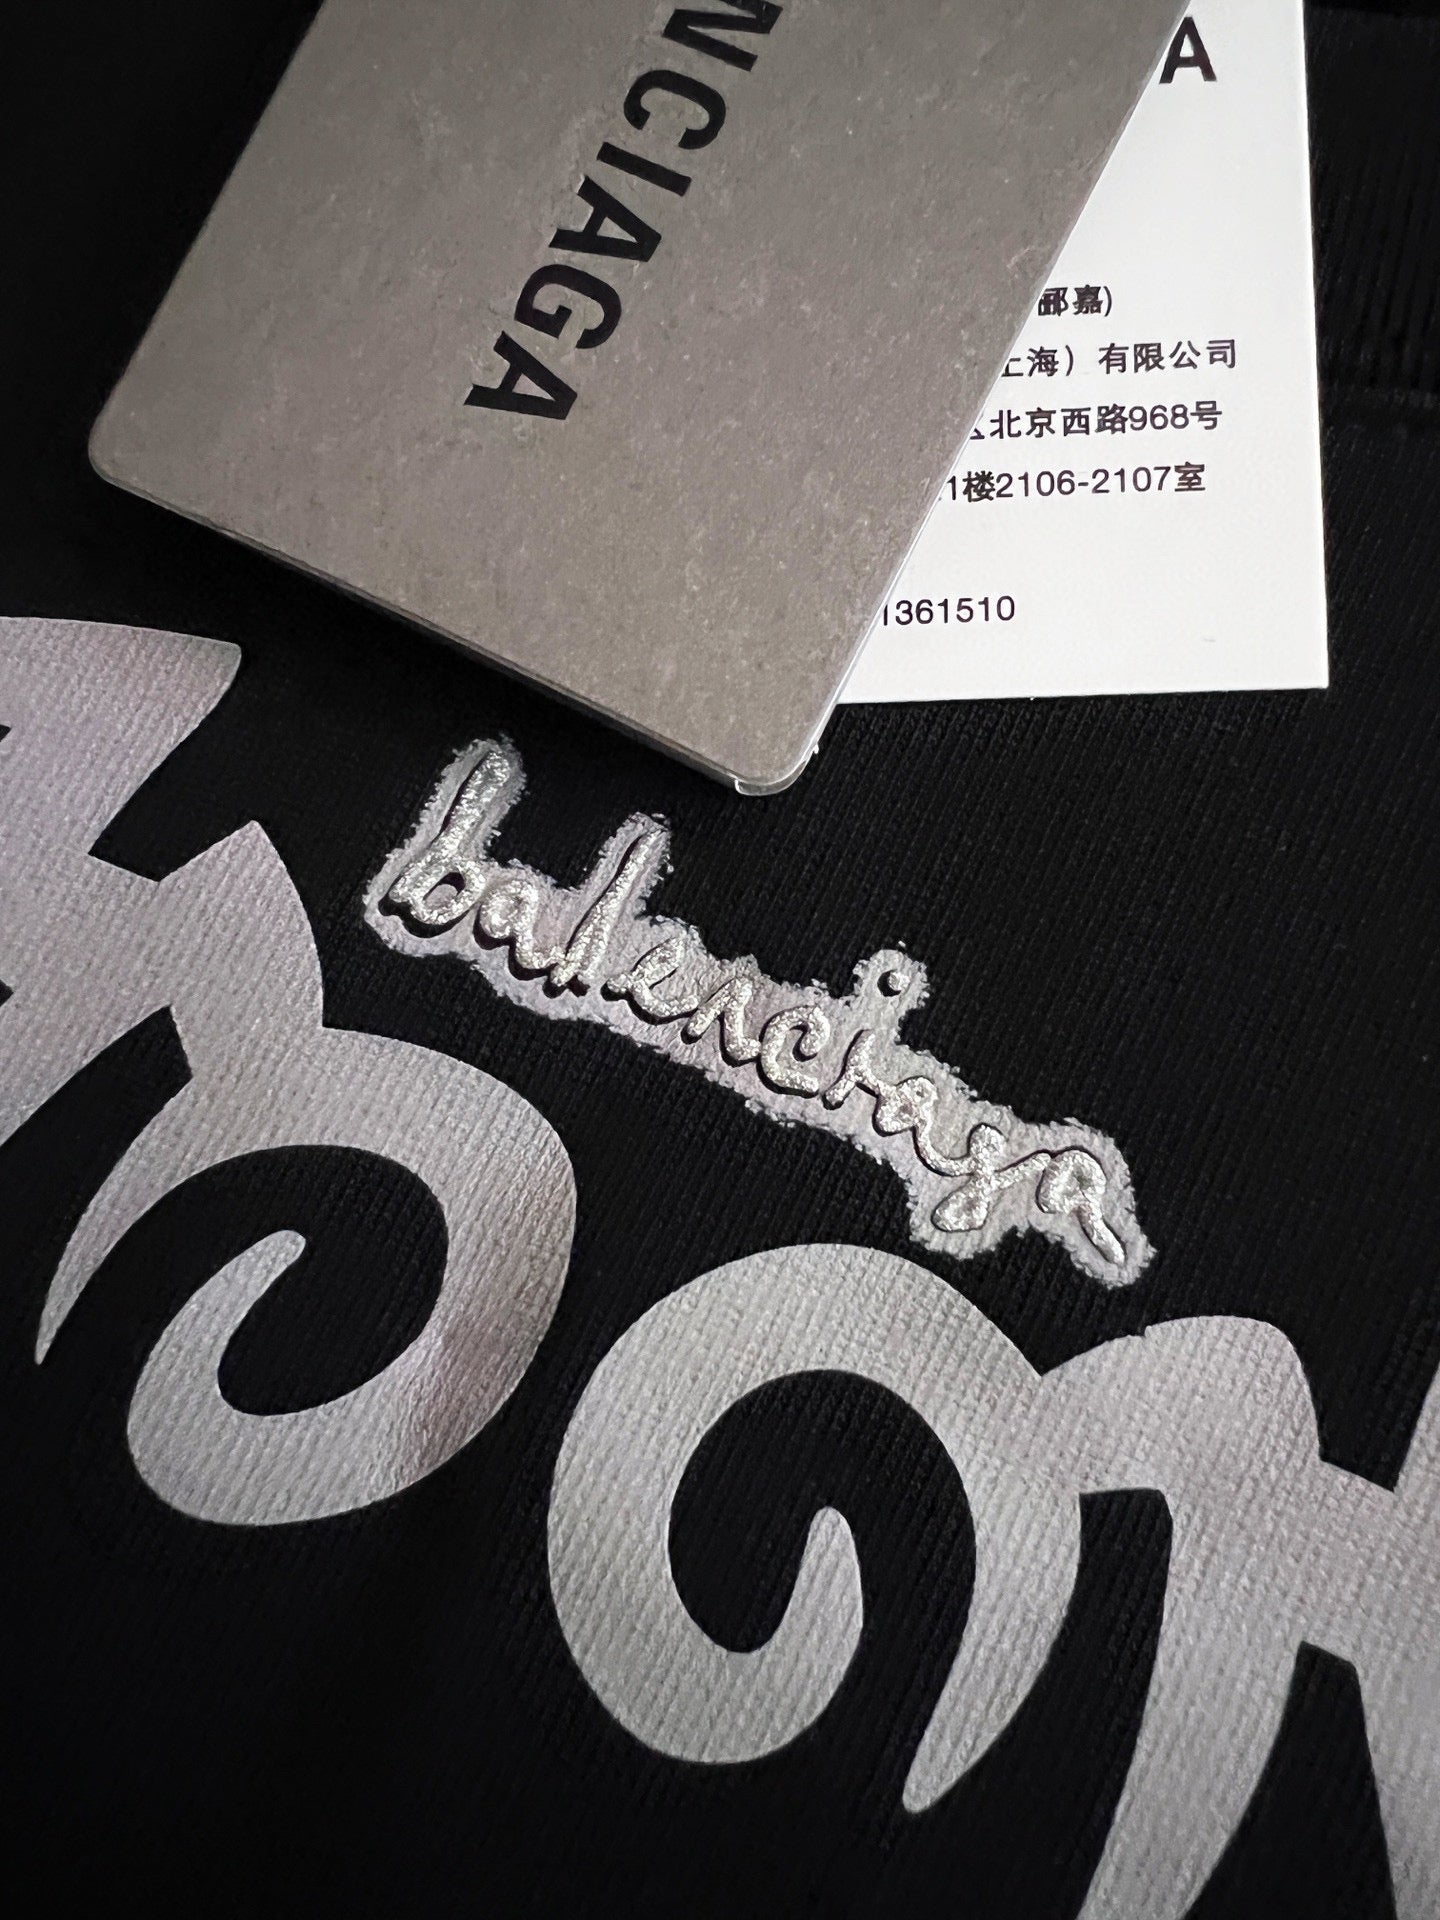 NCIAGA
A
郦嘉)
上海）有限公司
北京西路968号
1楼2106-2107室
1361510
balenciaga